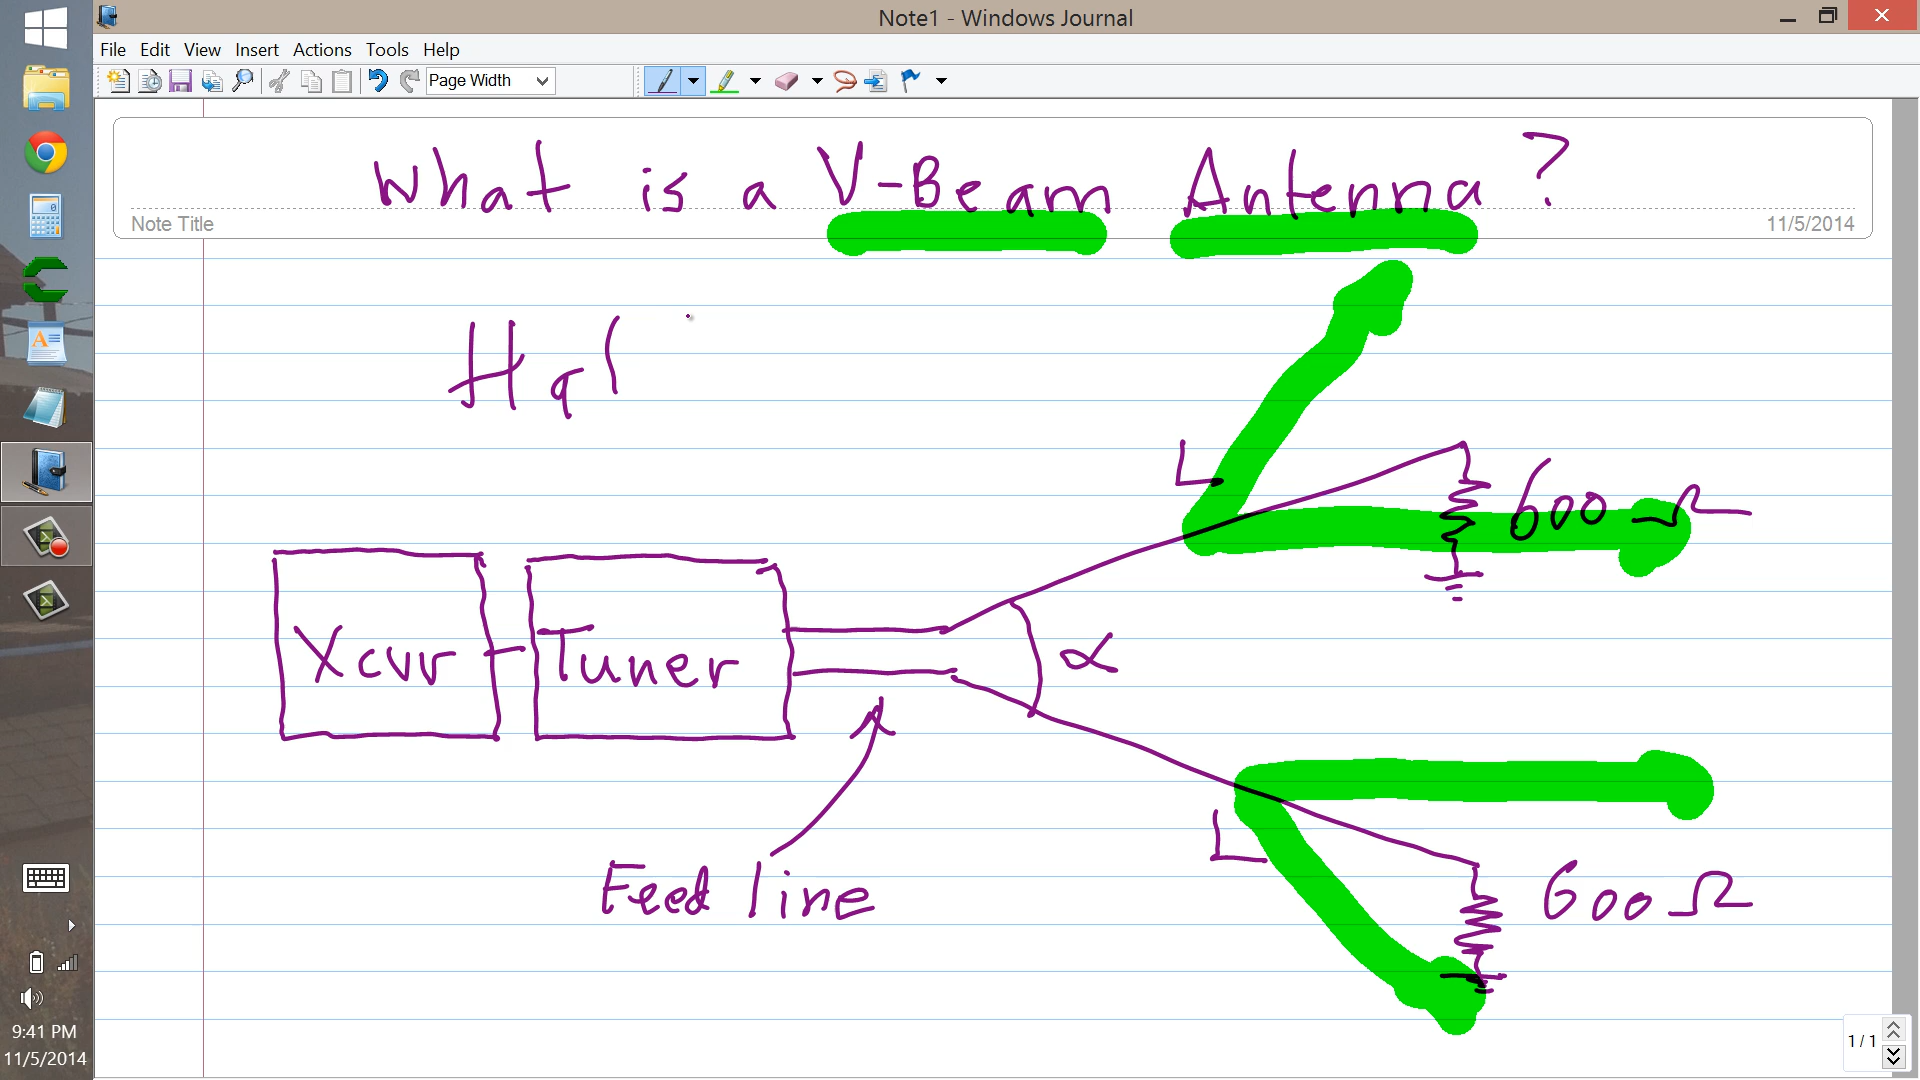 Note1 - Windows Journal
File Edit View Insert Actions Tools Help
Page Width
What is a V-Beam Antenna?
Note Title
11/5/2014
L
600 Ω
Xcvr
Tuner
α
L
Feed line
600 Ω
9:41 PM
11/5/2014
1 / 1